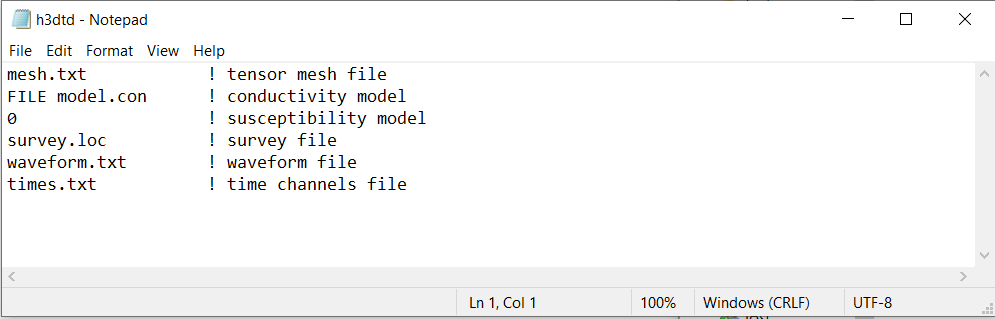 h3dtd - Notepad
File Edit Format View Help
mesh.txt ! tensor mesh file
FILE model.con ! conductivity model
0 ! susceptibility model
survey.loc ! survey file
waveform.txt ! waveform file
times.txt ! time channels file
Ln 1, Col 1 100% Windows (CRLF) UTF-8